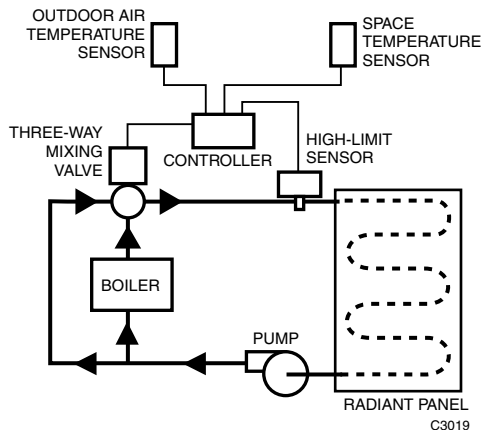 OUTDOOR AIR
TEMPERATURE
SENSOR
SPACE
TEMPERATURE
SENSOR
THREE-WAY
MIXING
VALVE
CONTROLLER
HIGH-LIMIT
SENSOR
BOILER
PUMP
RADIANT PANEL
C3019